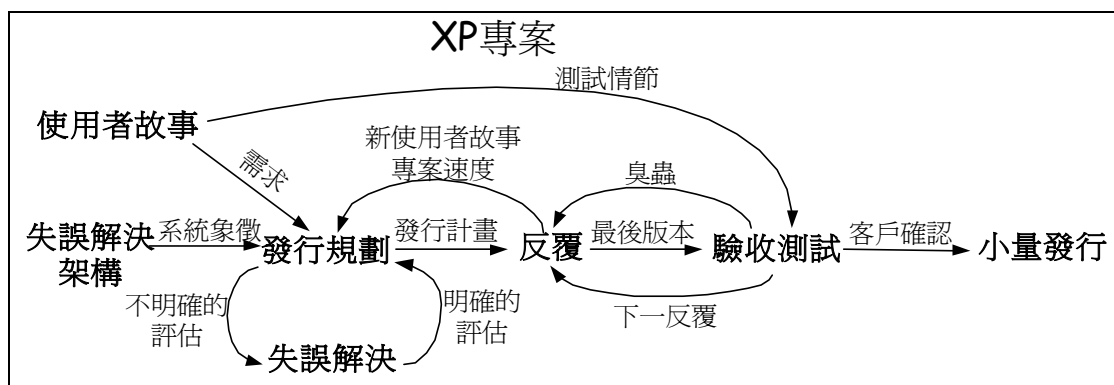 XP專案
測試情節
使用者故事
新使用者故事
專案速度
需求
臭蟲
失誤解決
架構
系統象徵
發行規劃
發行計畫
反覆
最後版本
驗收測試
客戶確認
小量發行
不明確的
評估
明確的
評估
下一反覆
失誤解決